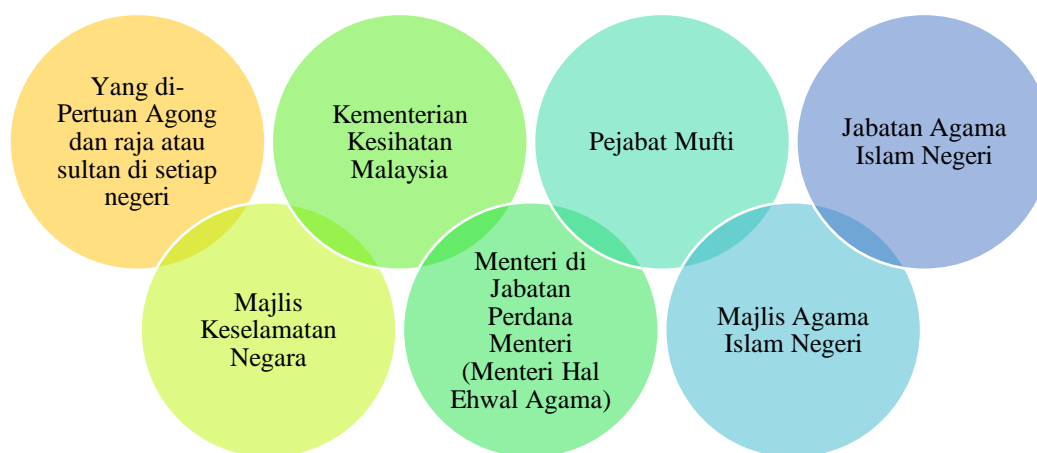 Yang di-
Pertuan Agong
dan raja atau
sultan di setiap
negeri
Majlis
Keselamatan
Negara
Kementerian
Kesihatan
Malaysia
Menteri di
Jabatan
Perdana
Menteri
(Menteri Hal
Ehwal Agama)
Pejabat Mufti
Majlis Agama
Islam Negeri
Jabatan Agama
Islam Negeri